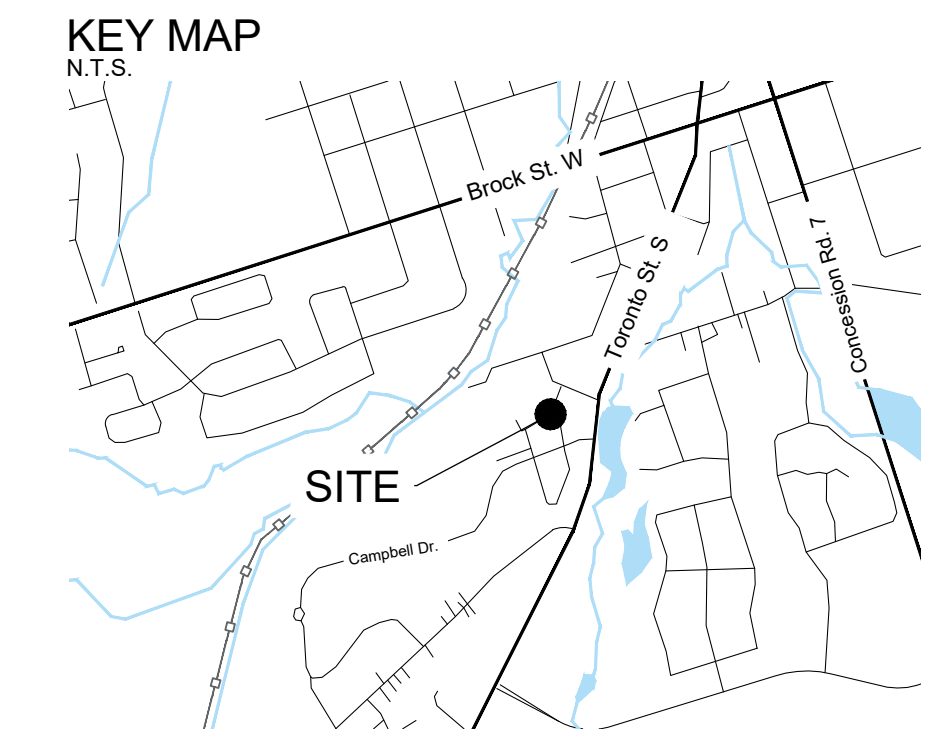 KEY MAP
N.T.S.
Brock St. W
Toronto St. S
Concession Rd. 7
SITE
Campbell Dr.